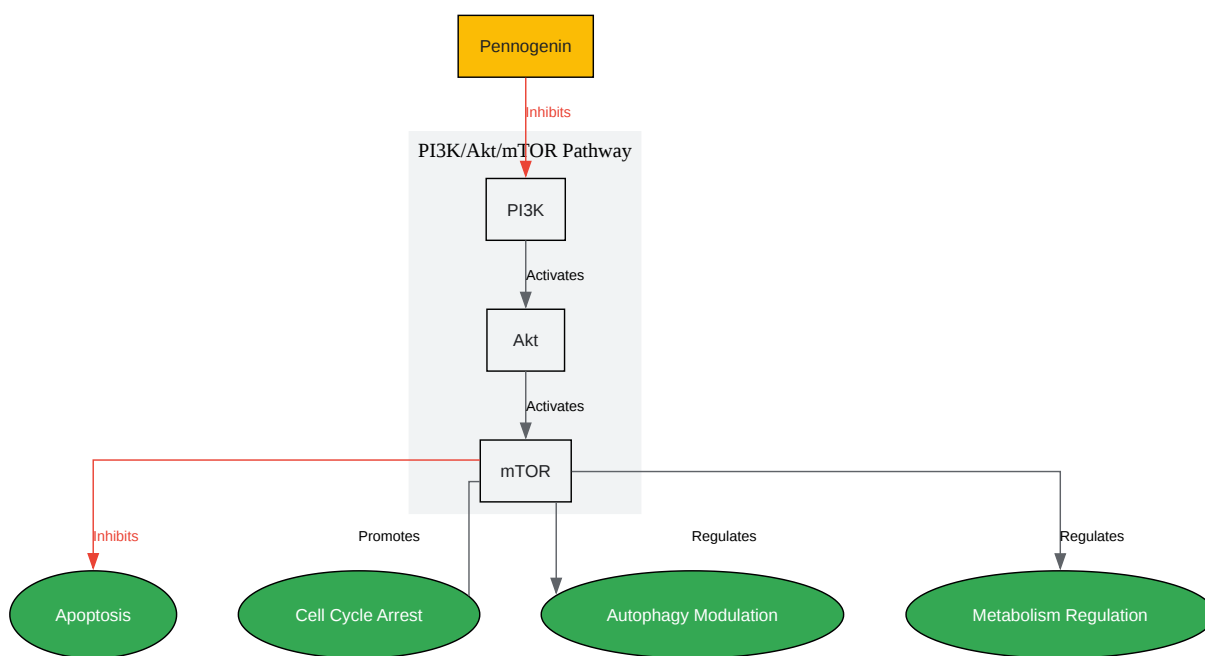 Pennogenin
Inhibits
PI3K/Akt/mTOR Pathway
PI3K
Activates
Akt
Activates
mTOR
Inhibits
Promotes
Regulates
Regulates
Apoptosis
Cell Cycle Arrest
Autophagy Modulation
Metabolism Regulation